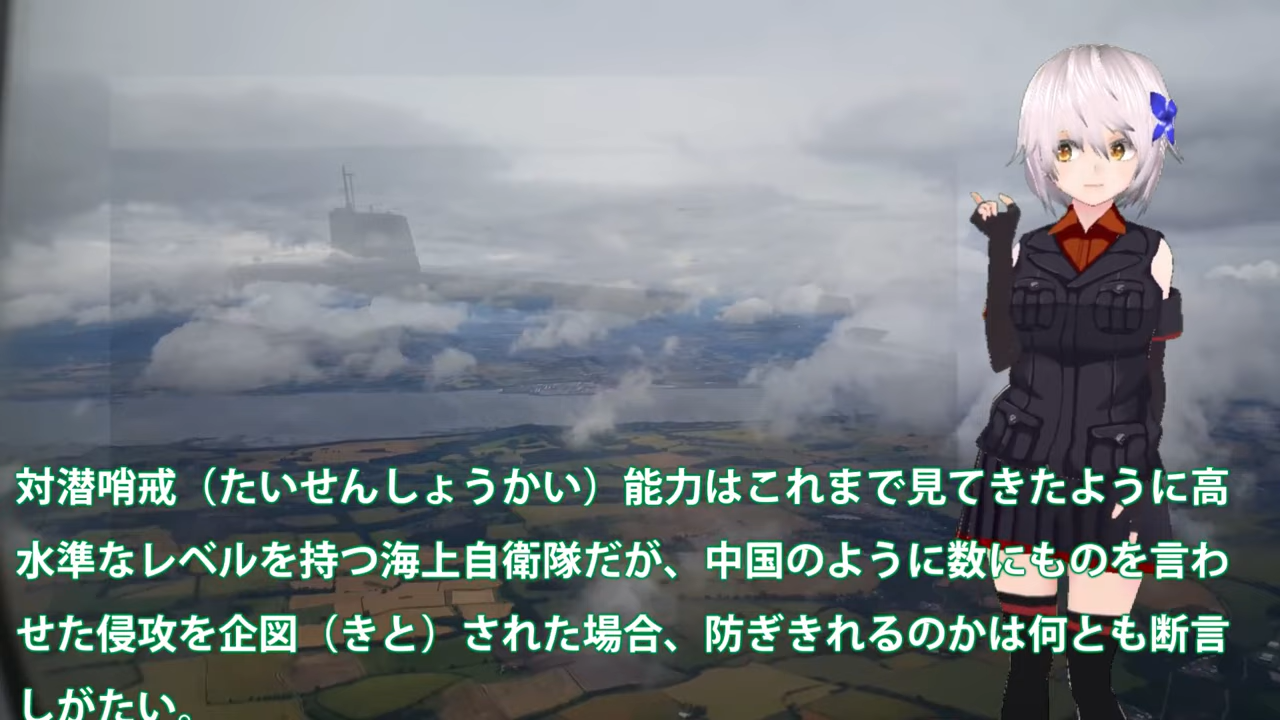 対潜哨戒（たいせんしょうかい）能力はこれまで見てきたように高
水準なレベルを持つ海上自衛隊だが、中国のように数にものを言わ
せた侵攻を企図（きと）された場合、防ぎきれるのかは何とも断言
しがたい。